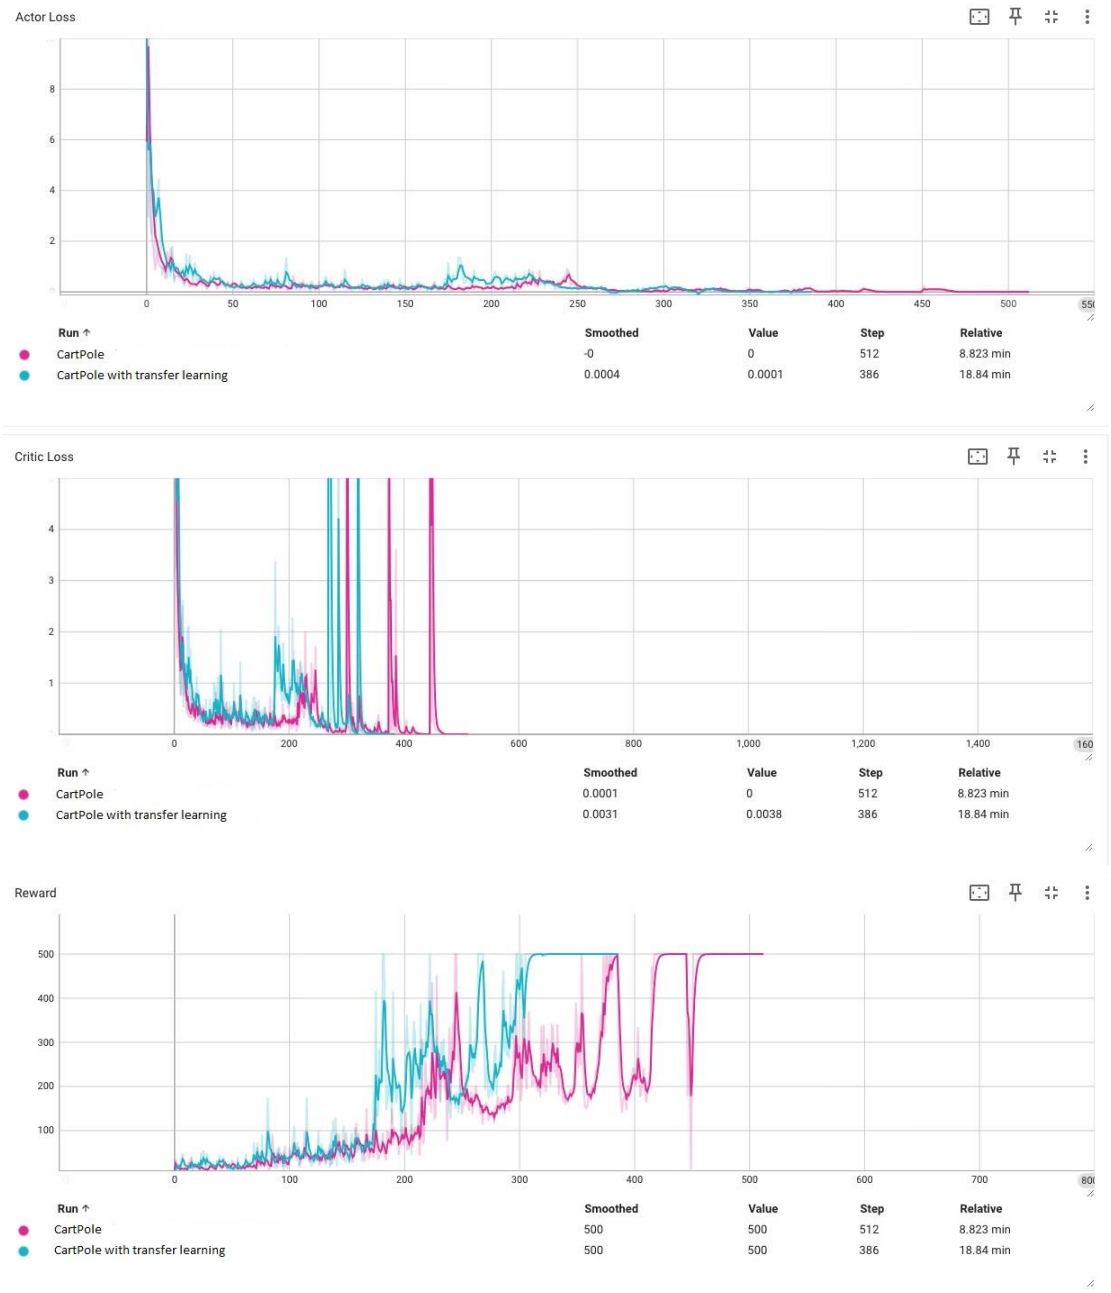 Actor Loss
8
6
4
2
0 50 100 150 200 250 300 350 400 450 500 550
Run ↑ Smoothed Value Step Relative
CartPole -0 0 512 8.823 min
CartPole with transfer learning 0.0004 0.0001 386 18.84 min
Critic Loss
4
3
2
1
0 200 400 600 800 1,000 1,200 1,400 160
Run ↑ Smoothed Value Step Relative
CartPole 0.0001 0 512 8.823 min
CartPole with transfer learning 0.0031 0.0038 386 18.84 min
Reward
500
400
300
200
100
0 100 200 300 400 500 600 700 800
Run ↑ Smoothed Value Step Relative
CartPole 500 500 512 8.823 min
CartPole with transfer learning 500 500 386 18.84 min